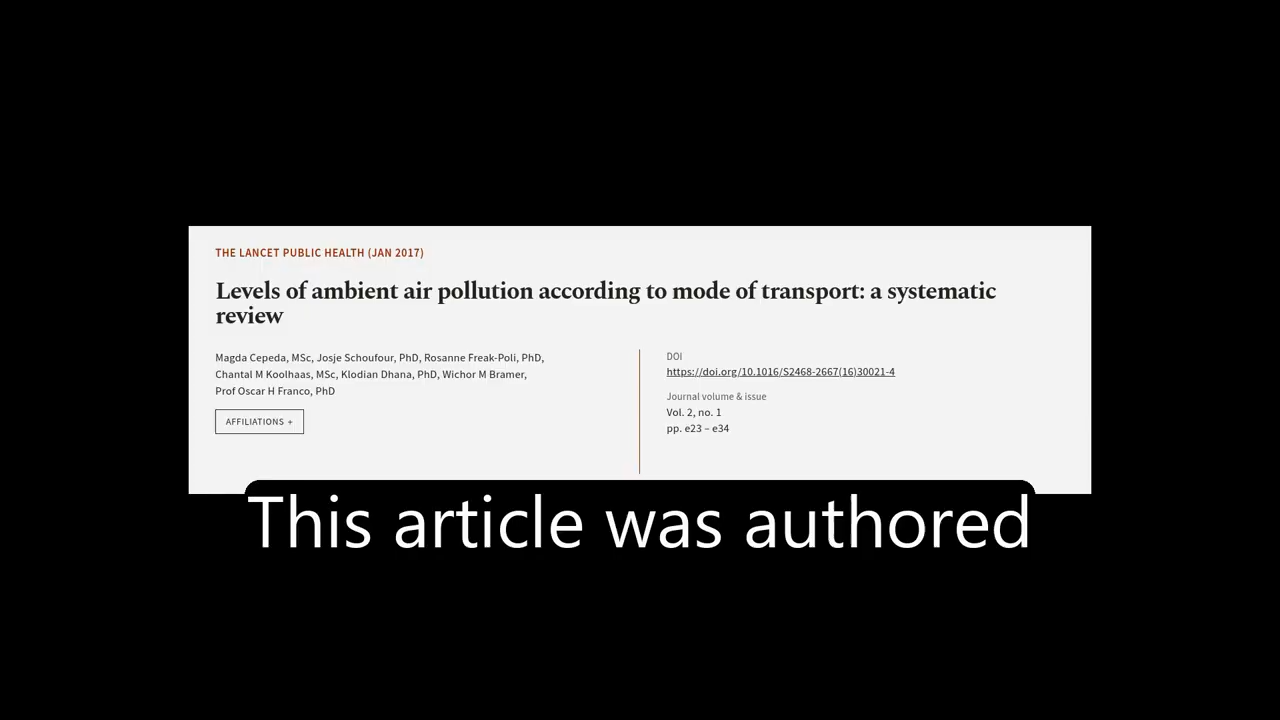 THE LANCET PUBLIC HEALTH (JAN 2017)
Levels of ambient air pollution according to mode of transport: a systematic
review
Magda Cepeda, MSc, Josje Schoufour, PhD, Rosanne Freak-Poli, PhD,
Chantal M Koolhaas, MSc, Klodian Dhana, PhD, Wichor M Bramer,
Prof Oscar H Franco, PhD
AFFILIATIONS +
DOI
https://doi.org/10.1016/S2468-2667(16)30021-4
Journal volume & issue
Vol. 2, no. 1
pp. e23 – e34
This article was authored